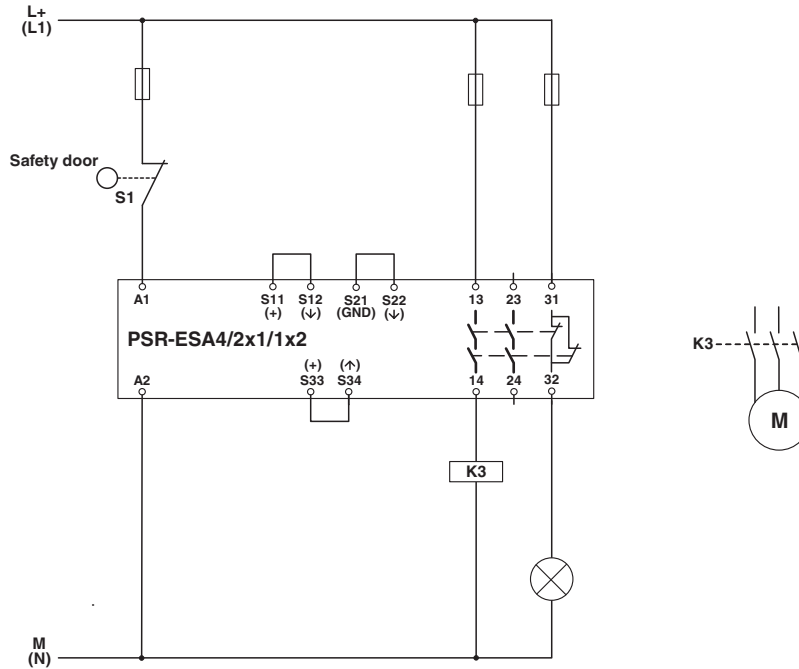 L+
(L1)
Safety door
S1
A1
S11
(+)
S12
(↓)
S21
(GND)
S22
(↓)
13
23
31
PSR-ESA4/2x1/1x2
A2
(+)
S33
(↑)
S34
14
24
32
K3
K3
M
M
(N)